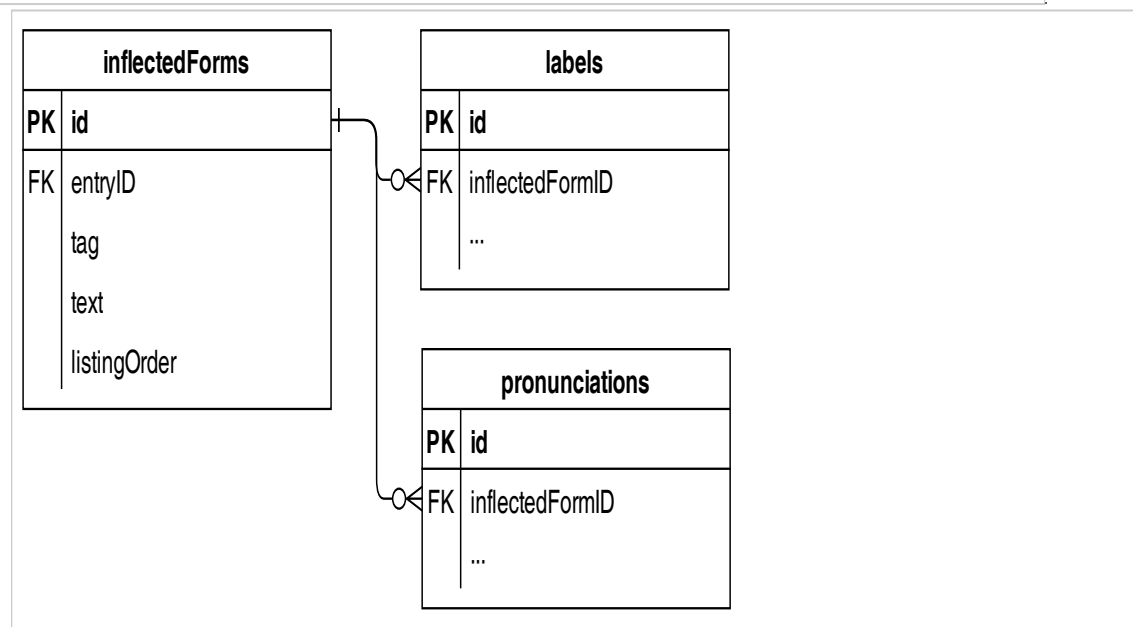 inflectedForms
PK id
FK entryID
tag
text
listingOrder
labels
PK id
FK inflectedFormID
...
pronunciations
PK id
FK inflectedFormID
...